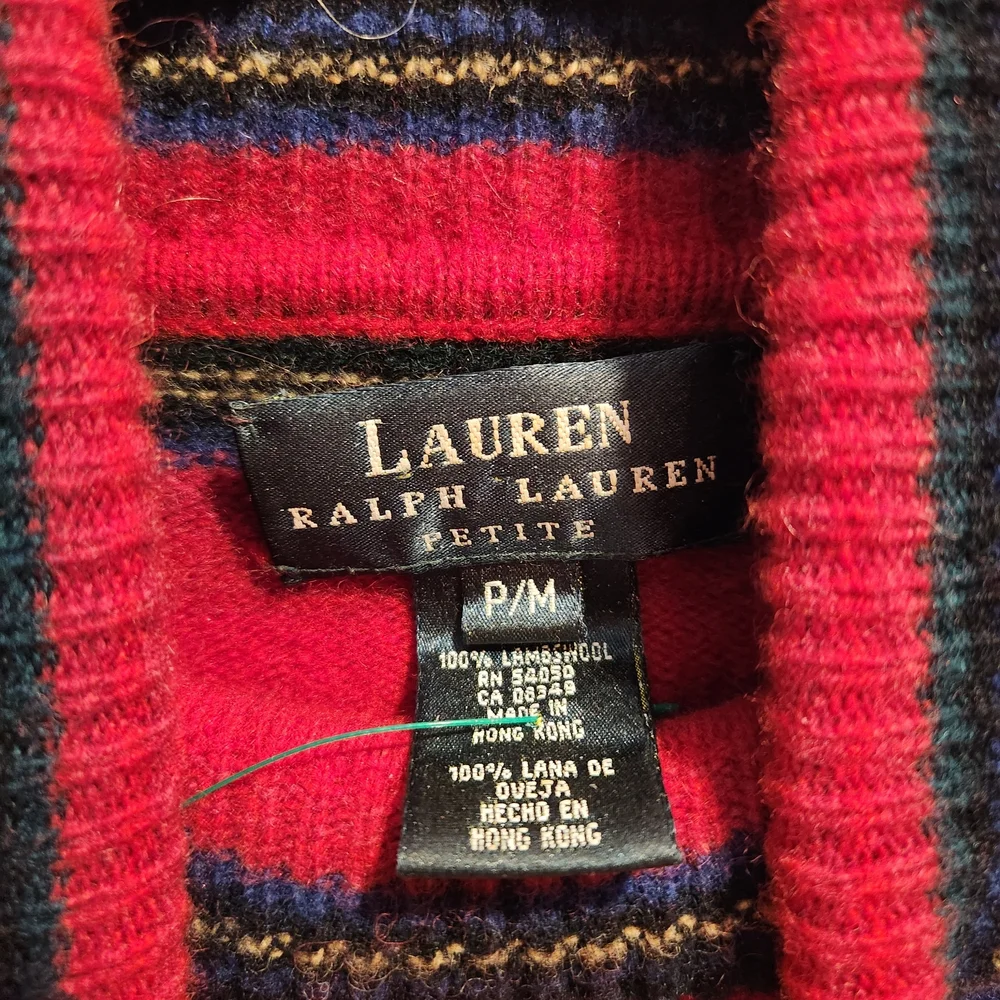 LAUREN
RALPH LAUREN
PETITE
P/M
100% LAMBSWOOL
RN 54050
CA 08348
MADE IN
HONG KONG
100% LANA DE
OVEJA
HECHO EN
HONG KONG